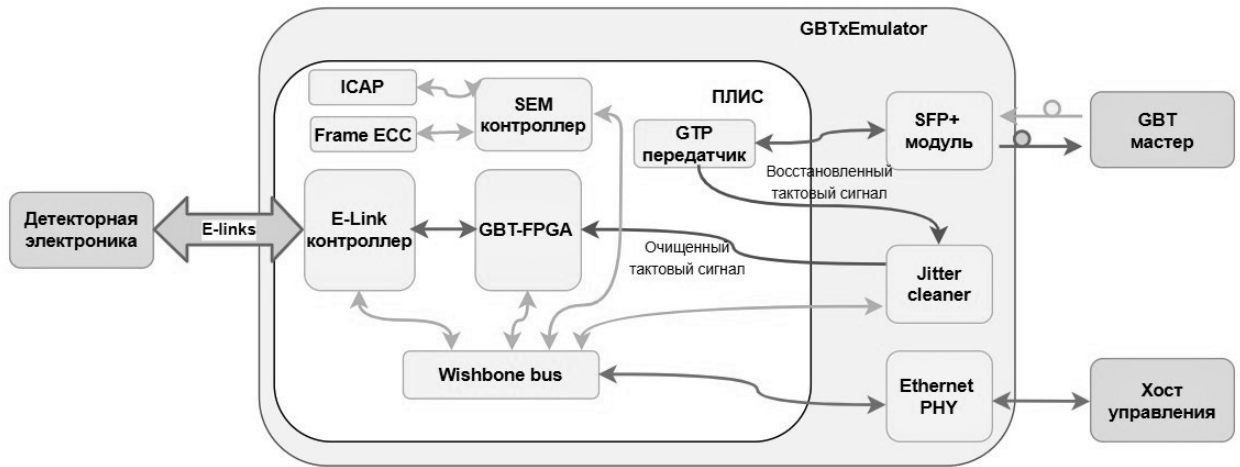 GBTxEmulator
ПЛИС
ICAP
SEM
контроллер
Frame ECC
GTP
передатчик
SFP+
модуль
GBT
мастер
Восстановленный
тактовый сигнал
Детекторная
электроника
E-links
E-Link
контроллер
GBT-FPGA
Очищенный
тактовый сигнал
Jitter
cleaner
Wishbone bus
Ethernet
PHY
Хост
управления